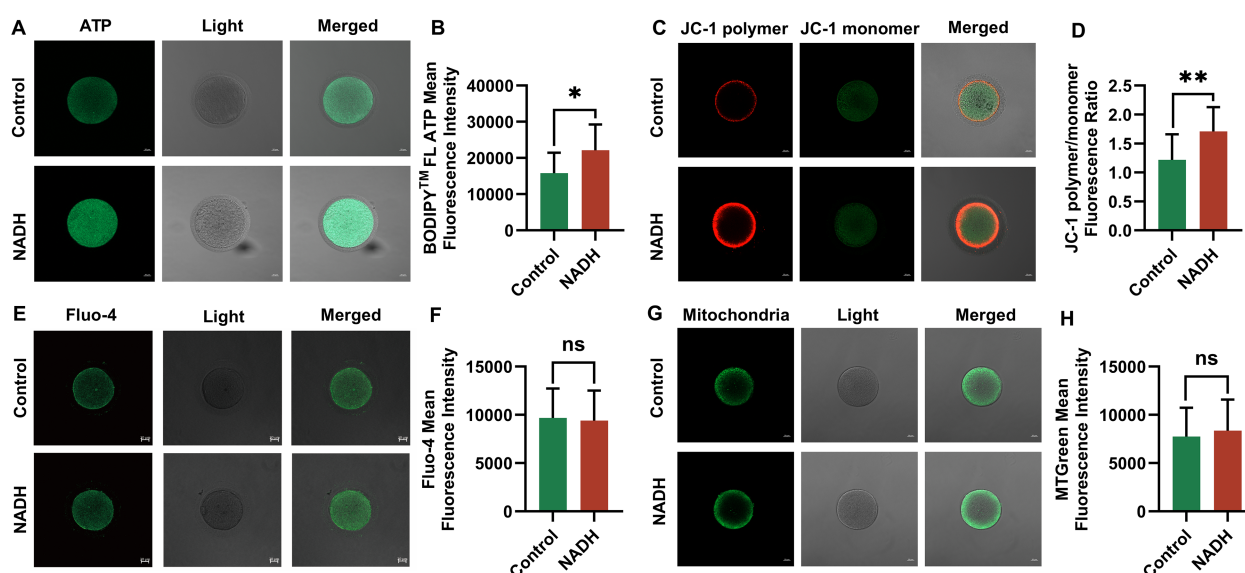 A
ATP
Light
Merged
Control
NADH
B
BODIPY™ FL ATP Mean
Fluorescence Intensity
40000
30000
20000
10000
0
*
Control
NADH
C
JC-1 polymer
JC-1 monomer
Merged
Control
NADH
D
JC-1 polymer/monomer
Fluorescence Ratio
2.5
2.0
1.5
1.0
0.5
0.0
**
Control
NADH
E
Fluo-4
Light
Merged
Control
NADH
F
Fluo-4 Mean
Fluorescence Intensity
15000
10000
5000
0
ns
Control
NADH
G
Mitochondria
Light
Merged
Control
NADH
H
MTGreen Mean
Fluorescence Intensity
15000
10000
5000
0
ns
Control
NADH